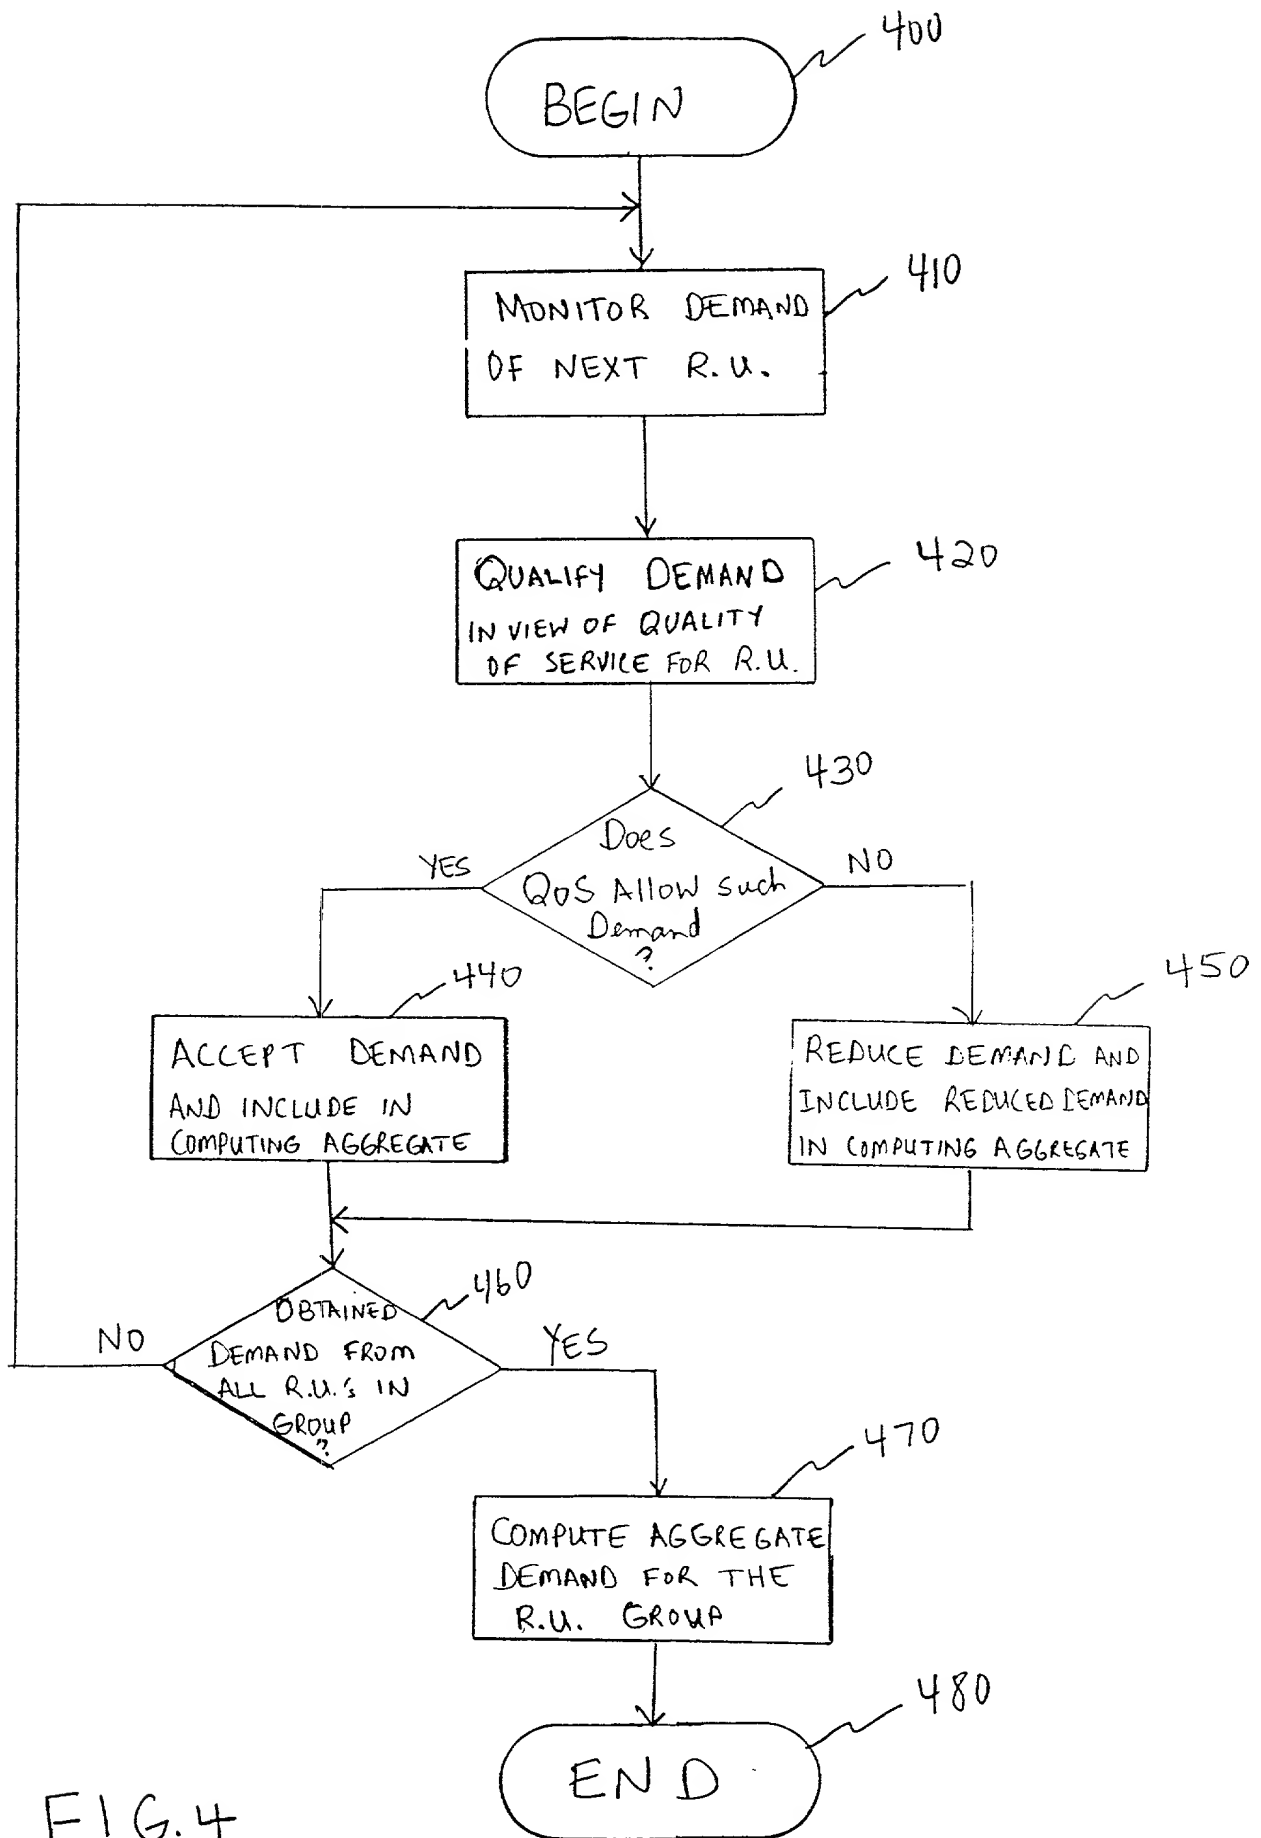 400
BEGIN
410
MONITOR DEMAND
OF NEXT R.U.
420
QUALIFY DEMAND
IN VIEW OF QUALITY
OF SERVICE FOR R.U.
430
Does
QoS Allow such
Demand
?
YES
NO
440
ACCEPT DEMAND
AND INCLUDE IN
COMPUTING AGGREGATE
450
REDUCE DEMAND AND
INCLUDE REDUCED DEMAND
IN COMPUTING AGGREGATE
460
OBTAINED
DEMAND FROM
ALL R.U.'s IN
GROUP
?
NO
YES
470
COMPUTE AGGREGATE
DEMAND FOR THE
R.U. GROUP
480
END
FIG. 4